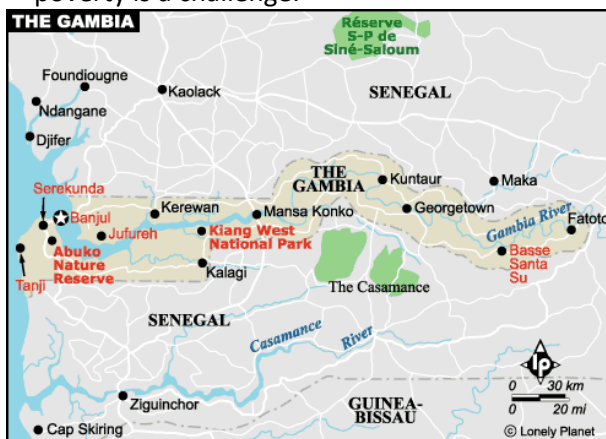 poverty is a challenge.
THE GAMBIA
Réserve
S-P de
Siné-Saloum
Foundiougne
Kaolack
SENEGAL
Ndangane
Djifer
THE
GAMBIA
Kuntaur
Maka
Serekunda
Banjul
Kerewan
Mansa Konko
Georgetown
Gambia River
Fatoto
Jufureh
Kiang West
National Park
Abuko
Nature
Reserve
Basse
Santa
Su
Tanji
Kalagi
The Casamance
SENEGAL
Casamance River
lp
Ziguinchor
GUINEA-
BISSAU
0 30 km
0 20 mi
Cap Skiring
© Lonely Planet